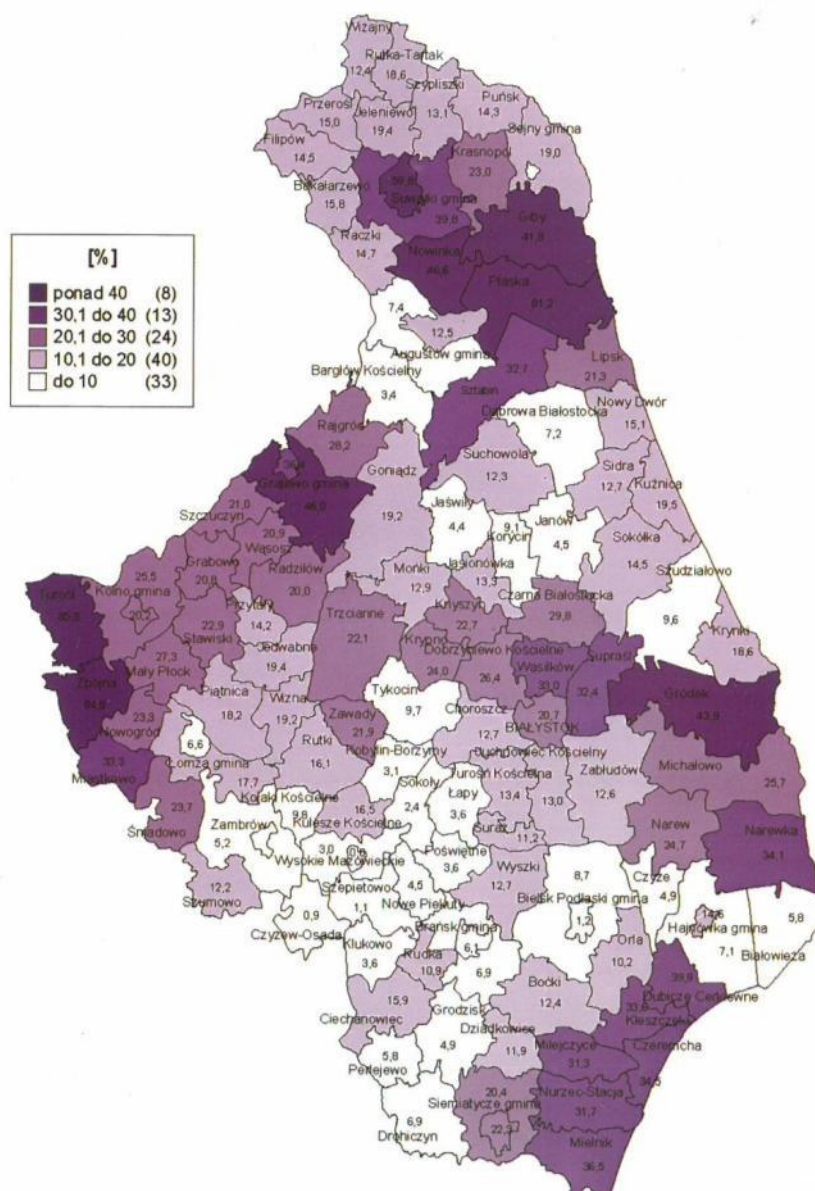 Wiżajny
12,4
Rutka-Tartak
18,6
Szypliszki
13,1
Puńsk
14,3
Przerośl
15,0
Jeleniewo
19,4
Sejny gmina
19,0
Filipów
14,5
Krasnopol
23,0
Bakałarzewo
15,8
Suwałki gmina
39,8
Giby
41,8
Raczki
14,7
Nowinka
Płaska
[%]
ponad 40 (8)
30,1 do 40 (13)
20,1 do 30 (24)
10,1 do 20 (40)
do 10 (33)
7,4
12,5
Augustów gmina
Bargłów Kościelny
3,4
32,7
Sztabin
Lipsk
21,3
Dąbrowa Białostocka
7,2
Nowy Dwór
15,1
Rajgród
28,2
Goniądz
19,2
Suchowola
12,3
Sidra
12,7
Kuźnica
19,5
Grajewo gmina
Szczuczyn
21,0
Jaświły
4,4
9,1
Korycin
Janów
4,5
Sokółka
14,5
20,9
Wąsosz
Grabowo
20,8
Radziłów
20,0
Mońki
12,9
Jasionówka
13,3
Szudziałowo
9,6
Kolno gmina
25,5
20,2
Turośl
Przytuły
14,2
Stawiski
22,9
Trzcianne
22,1
Knyszyn
22,7
Czarna Białostocka
29,8
Krynki
18,6
Jedwabne
19,4
Krypno
24,0
Dobrzyniewo Kościelne
26,4
Wasilków
33,0
Supraśl
32,4
27,3
Mały Płock
Zbójna
Piątnica
18,2
Wizna
19,2
Tykocin
9,7
Gródek
43,9
23,3
Nowogród
Zawady
21,9
Choroszcz
12,7
20,7
BIAŁYSTOK
33,3
Miastkowo
6,6
Łomża gmina
17,7
Rutki
16,1
Kobylin-Borzymy
3,1
Juchnowiec Kościelny
13,0
Zabłudów
12,6
Michałowo
25,7
Sokoły
2,4
Turośń Kościelna
13,4
Łapy
3,6
23,7
Śniadowo
Kołaki Kościelne
9,8
16,5
Kulesze Kościelne
Suraż
11,2
Narew
24,7
Narewka
34,1
Zambrów
5,2
3,0
Wysokie Mazowieckie
Poświętne
3,6
Wyszki
12,7
12,2
Szumowo
Szepietowo
1,1
4,5
Nowe Piekuty
8,7
Bielsk Podlaski gmina
1,2
Czyże
4,9
5,8
Białowieża
0,9
Czyżew-Osada
Brańsk gmina
6,1
14,6
Hajnówka gmina
7,1
Klukowo
3,6
Rudka
10,9
6,9
Orla
10,2
15,9
Ciechanowiec
Boćki
12,4
39,9
Dubicze Cerkiewne
Kleszczele
Grodzisk
4,9
Dziadkowice
11,9
Milejczyce
31,3
Czeremcha
34,5
5,8
Perlejewo
20,4
Siemiatycze gmina
22,3
Nurzec-Stacja
31,7
6,9
Drohiczyn
Mielnik
36,5